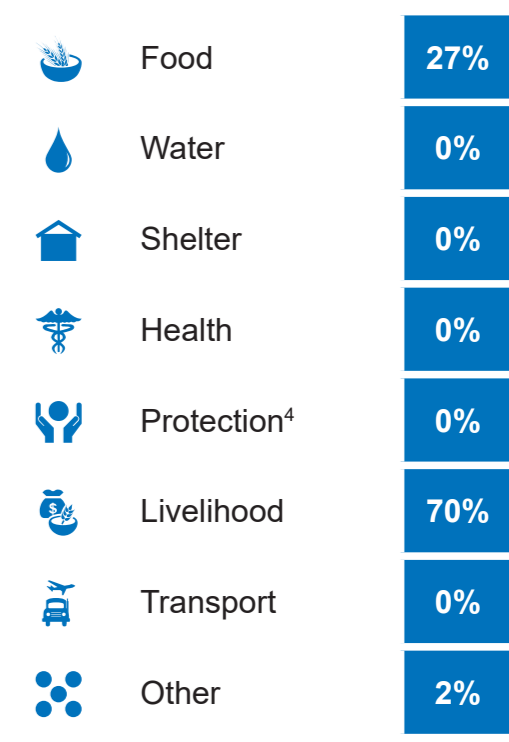 Food 27%
Water 0%
Shelter 0%
Health 0%
Protection⁴ 0%
$ Livelihood 70%
Transport 0%
Other 2%